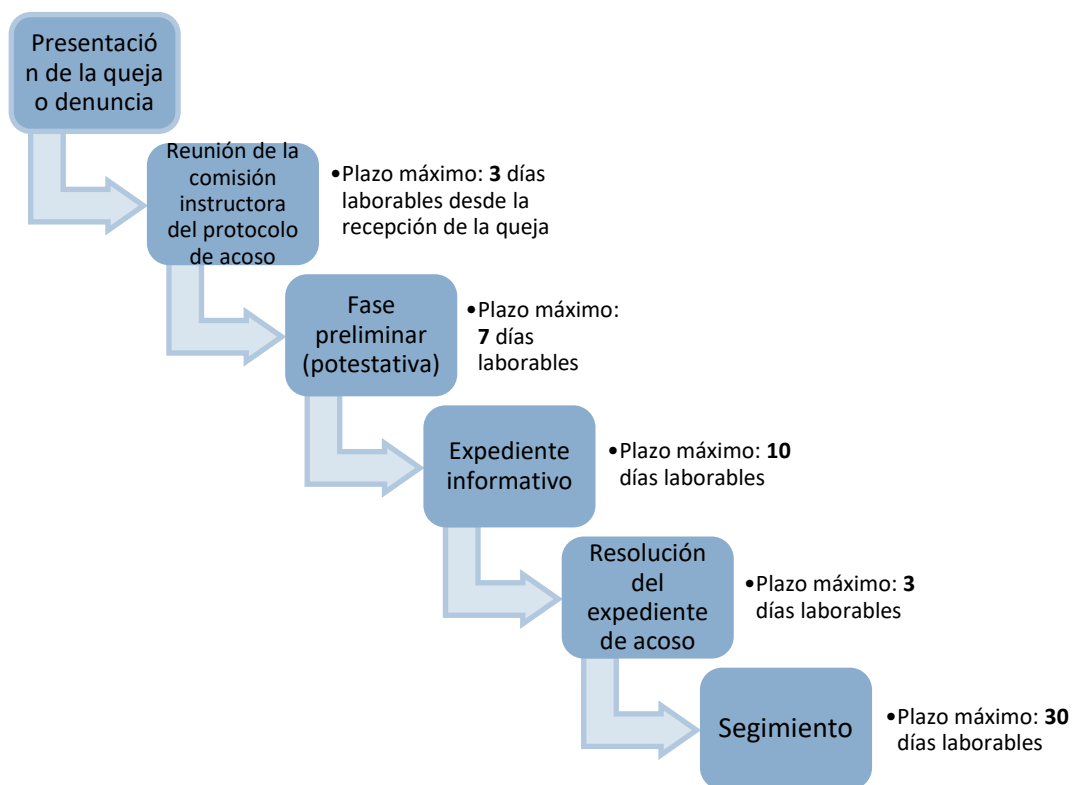 Presentació
n de la queja
o denuncia
Reunión de la
comisión
instructora
del protocolo
de acoso
•Plazo máximo: 3 días
laborables desde la
recepción de la queja
Fase
preliminar
(potestativa)
•Plazo máximo:
7 días
laborables
Expediente
informativo
•Plazo máximo: 10
días laborables
Resolución
del
expediente
de acoso
•Plazo máximo: 3
días laborables
Segimiento
•Plazo máximo: 30
días laborables